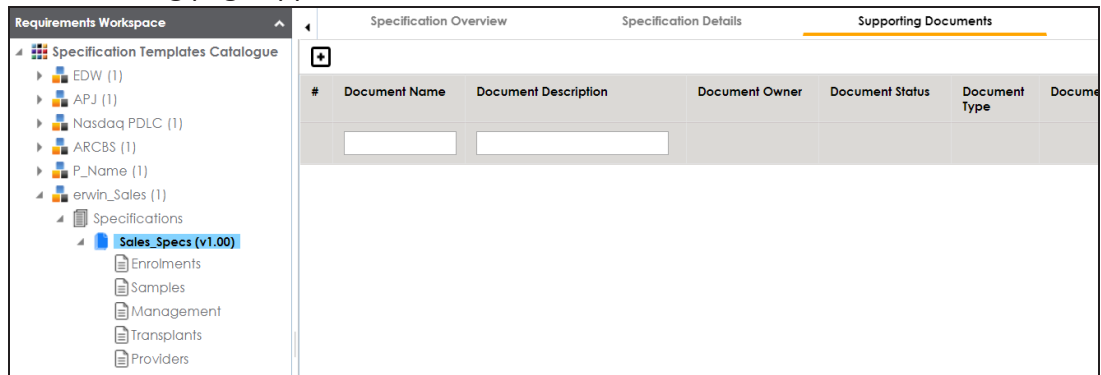 Requirements Workspace
Specification Overview
Specification Details
Supporting Documents
Specification Templates Catalogue
EDW (1)
APJ (1)
Nasdaq PDLC (1)
ARCBS (1)
P_Name (1)
erwin_Sales (1)
Specifications
Sales_Specs (v1.00)
Enrolments
Samples
Management
Transplants
Providers
#
Document Name
Document Description
Document Owner
Document Status
Document
Type
Docume